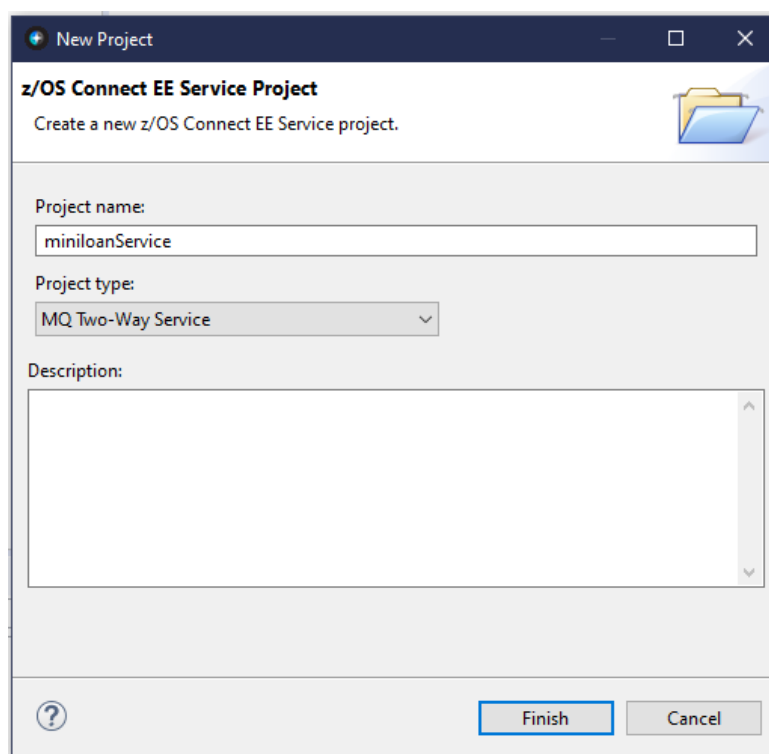 New Project
z/OS Connect EE Service Project
Create a new z/OS Connect EE Service project.
Project name:
miniloanService
Project type:
MQ Two-Way Service
Description:
?
Finish
Cancel